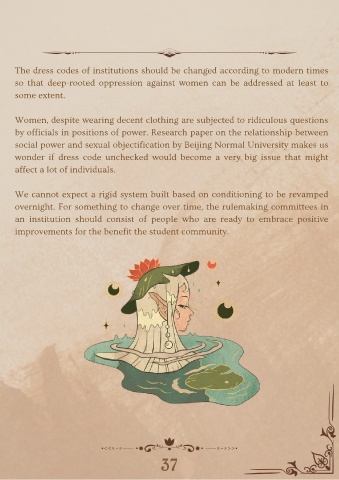 The dress codes of institutions should be changed according to modern times
so that deep-rooted oppression against women can be addressed at least to
some extent.
Women, despite wearing decent clothing are subjected to ridiculous questions
by officials in positions of power. Research paper on the relationship between
social power and sexual objectification by Beijing Normal University makes us
wonder if dress code unchecked would become a very big issue that might
affect a lot of individuals.
We cannot expect a rigid system built based on conditioning to be revamped
overnight. For something to change over time, the rulemaking committees in
an institution should consist of people who are ready to embrace positive
improvements for the benefit the student community.
37